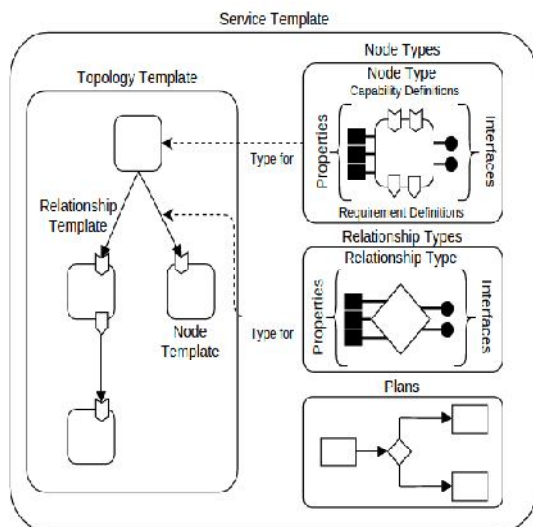 Service Template
Topology Template
Relationship
Template
Node
Template
Node Types
Node Type
Capability Definitions
Properties
Interfaces
Requirement Definitions
Type for
Relationship Types
Relationship Type
Properties
Interfaces
Type for
Plans